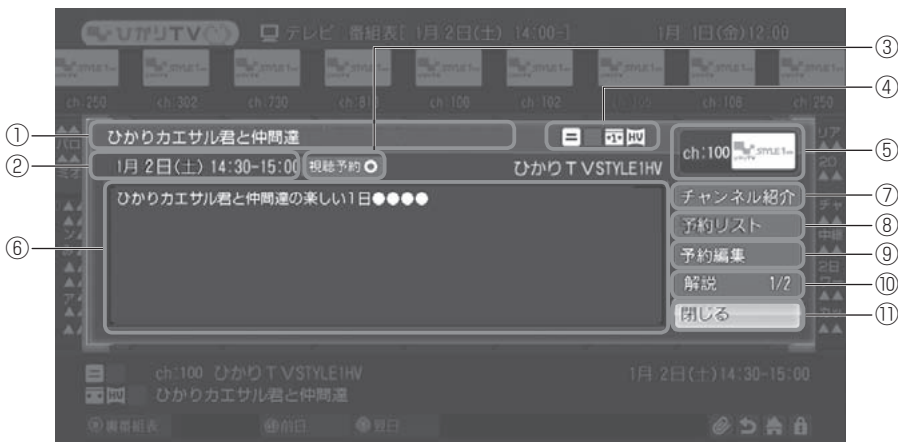 ひかりTV テレビ 番組表[ 1月 2日(土) 14:00-] 1月 1日(金)12:00
③
④
ch:250 ch:302 ch:730 ch:100 ch:102 ch:106 ch:250
① ひかりカエサル君と仲間達 HV
② 1月 2日(土) 14:30-15:00 視聴予約 ひかりTVSTYLE1HV
ch:100 STYLE1 ⑤
⑥ ひかりカエサル君と仲間達の楽しい1日●●●●
チャンネル紹介 ⑦
予約リスト ⑧
予約編集 ⑨
解説 1/2 ⑩
閉じる ⑪
ch:100 ひかりTVSTYLE1HV 1月 2日(土)14:30-15:00
HV ひかりカエサル君と仲間達
裏番組表 前日 翌日